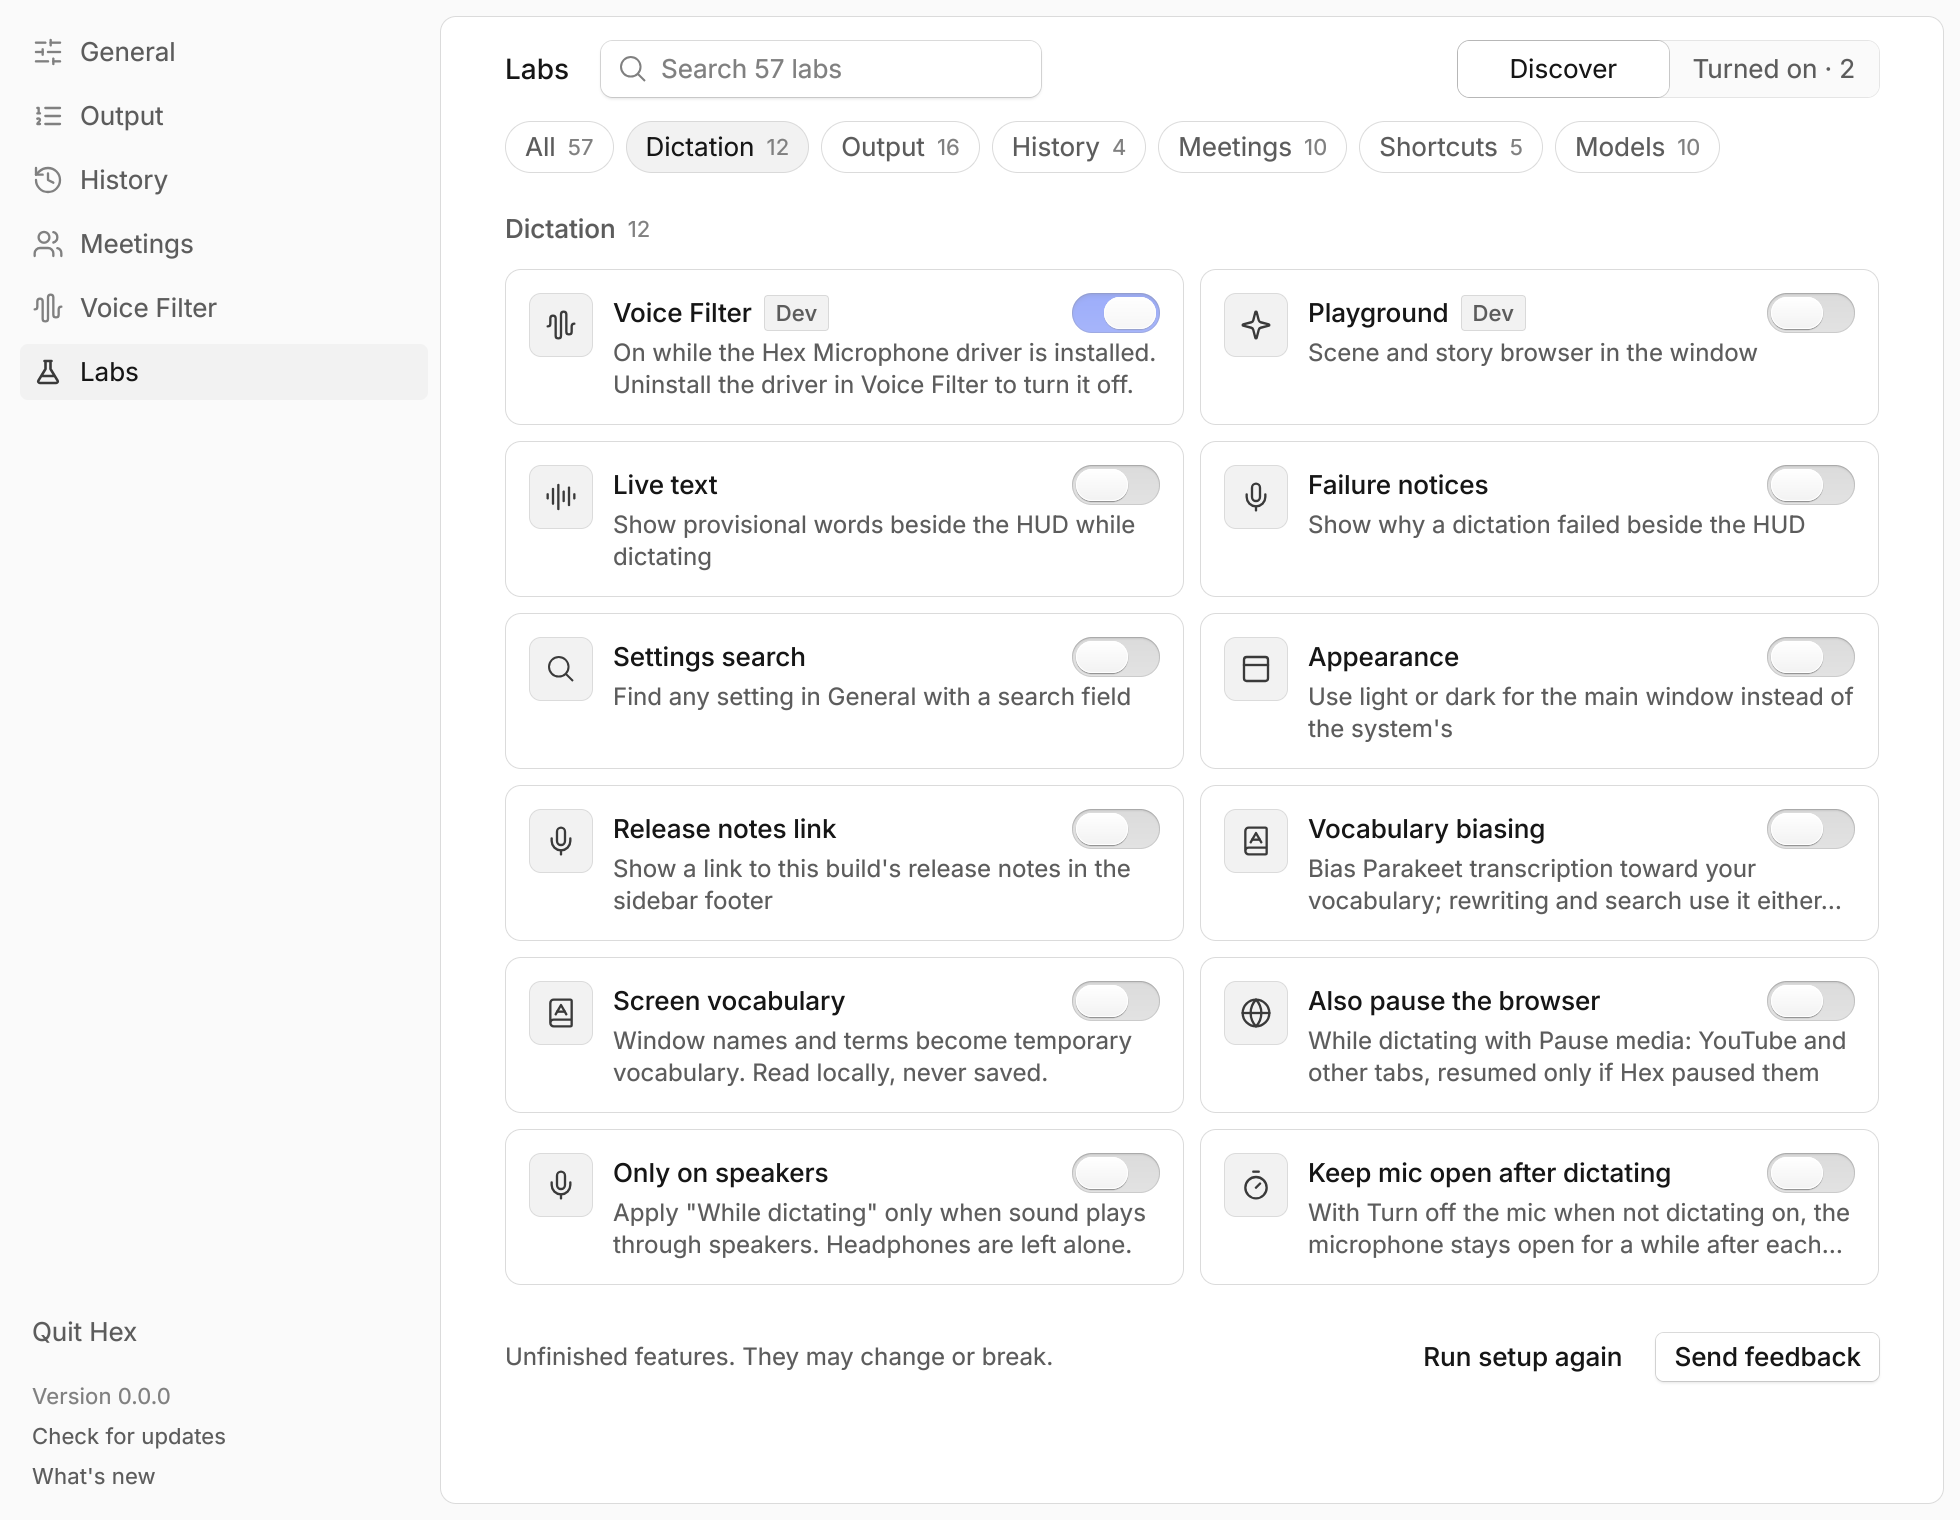 General
Output
History
Meetings
Voice Filter
Labs
Quit Hex
Version 0.0.0
Check for updates
What's new
Labs
Search 57 labs
Discover
Turned on · 2
All 57
Dictation 12
Output 16
History 4
Meetings 10
Shortcuts 5
Models 10
Dictation 12
Voice Filter Dev
On while the Hex Microphone driver is installed.
Uninstall the driver in Voice Filter to turn it off.
Playground Dev
Scene and story browser in the window
Live text
Show provisional words beside the HUD while
dictating
Failure notices
Show why a dictation failed beside the HUD
Settings search
Find any setting in General with a search field
Appearance
Use light or dark for the main window instead of
the system's
Release notes link
Show a link to this build's release notes in the
sidebar footer
Vocabulary biasing
Bias Parakeet transcription toward your
vocabulary; rewriting and search use it either...
Screen vocabulary
Window names and terms become temporary
vocabulary. Read locally, never saved.
Also pause the browser
While dictating with Pause media: YouTube and
other tabs, resumed only if Hex paused them
Only on speakers
Apply "While dictating" only when sound plays
through speakers. Headphones are left alone.
Keep mic open after dictating
With Turn off the mic when not dictating on, the
microphone stays open for a while after each...
Unfinished features. They may change or break.
Run setup again
Send feedback